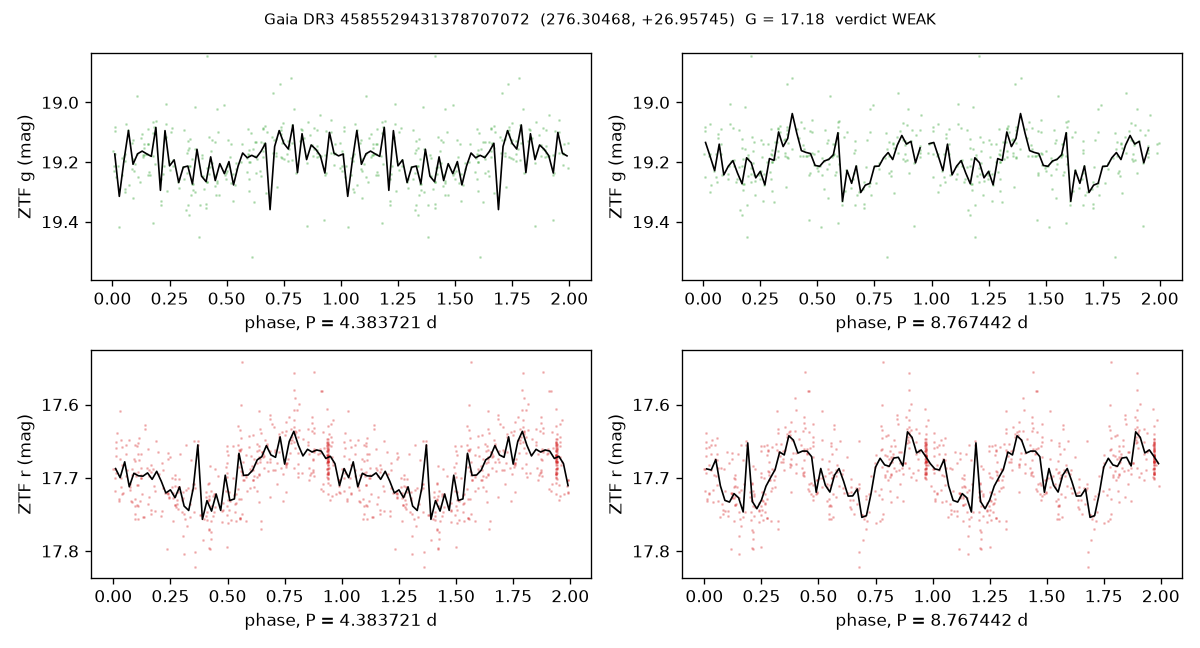 Gaia DR3 4585529431378707072  (276.30468, +26.95745)  G = 17.18  verdict WEAK
ZTF g (mag)
19.0
19.2
19.4
0.00 0.25 0.50 0.75 1.00 1.25 1.50 1.75 2.00
phase, P = 4.383721 d
ZTF g (mag)
19.0
19.2
19.4
0.00 0.25 0.50 0.75 1.00 1.25 1.50 1.75 2.00
phase, P = 8.767442 d
ZTF r (mag)
17.6
17.7
17.8
0.00 0.25 0.50 0.75 1.00 1.25 1.50 1.75 2.00
phase, P = 4.383721 d
ZTF r (mag)
17.6
17.7
17.8
0.00 0.25 0.50 0.75 1.00 1.25 1.50 1.75 2.00
phase, P = 8.767442 d